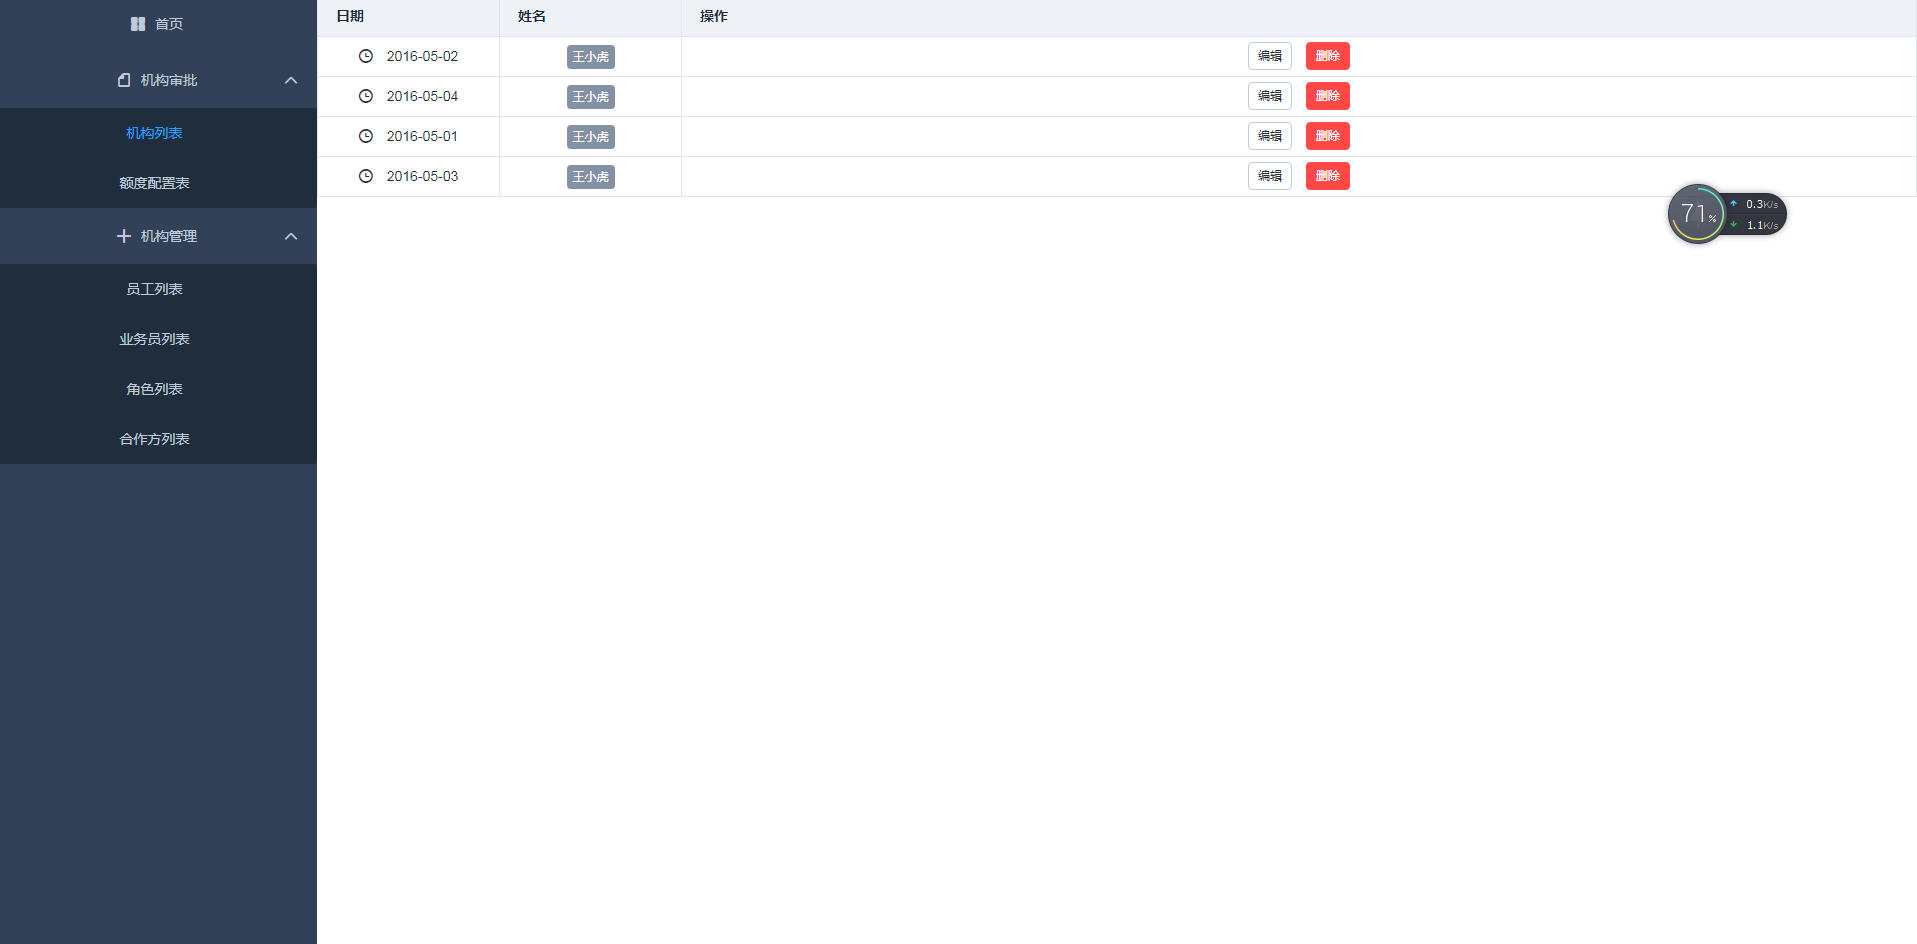 首页
机构审批
机构列表
额度配置表
机构管理
员工列表
业务员列表
角色列表
合作方列表
日期 姓名 操作
2016-05-02 王小虎 编辑 删除
2016-05-04 王小虎 编辑 删除
2016-05-01 王小虎 编辑 删除
2016-05-03 王小虎 编辑 删除
71%
0.3K/s
1.1K/s